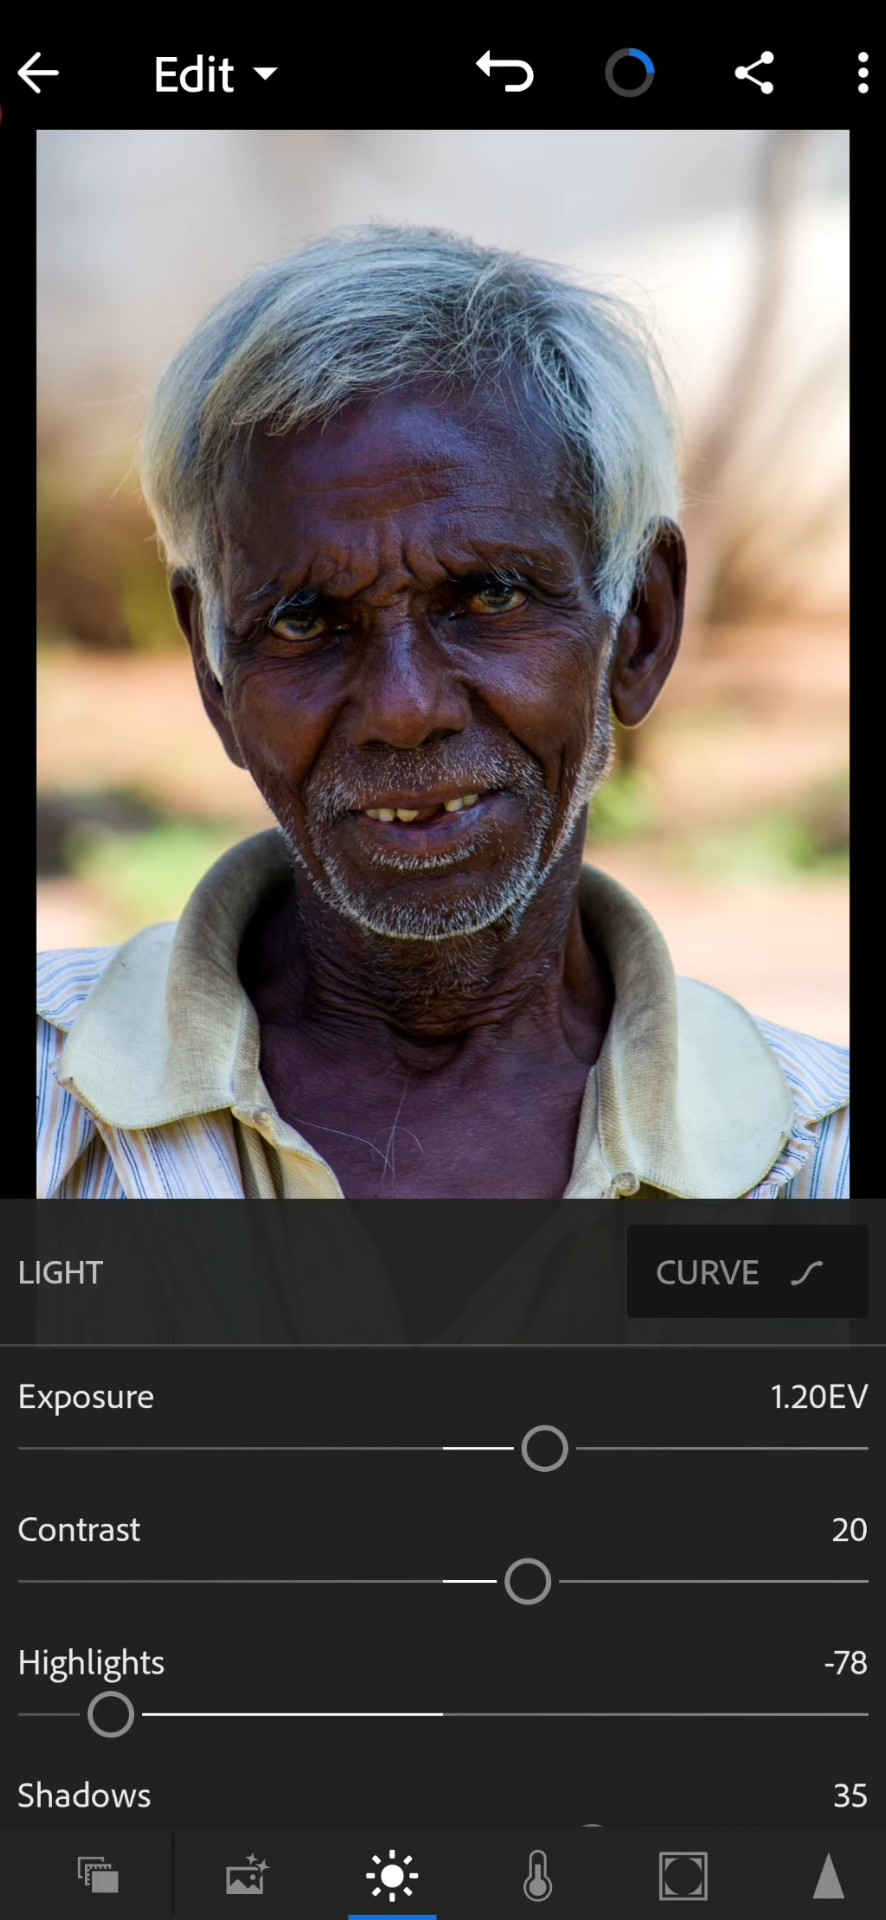 Edit
LIGHT
CURVE
Exposure 1.20EV
Contrast 20
Highlights -78
Shadows 35